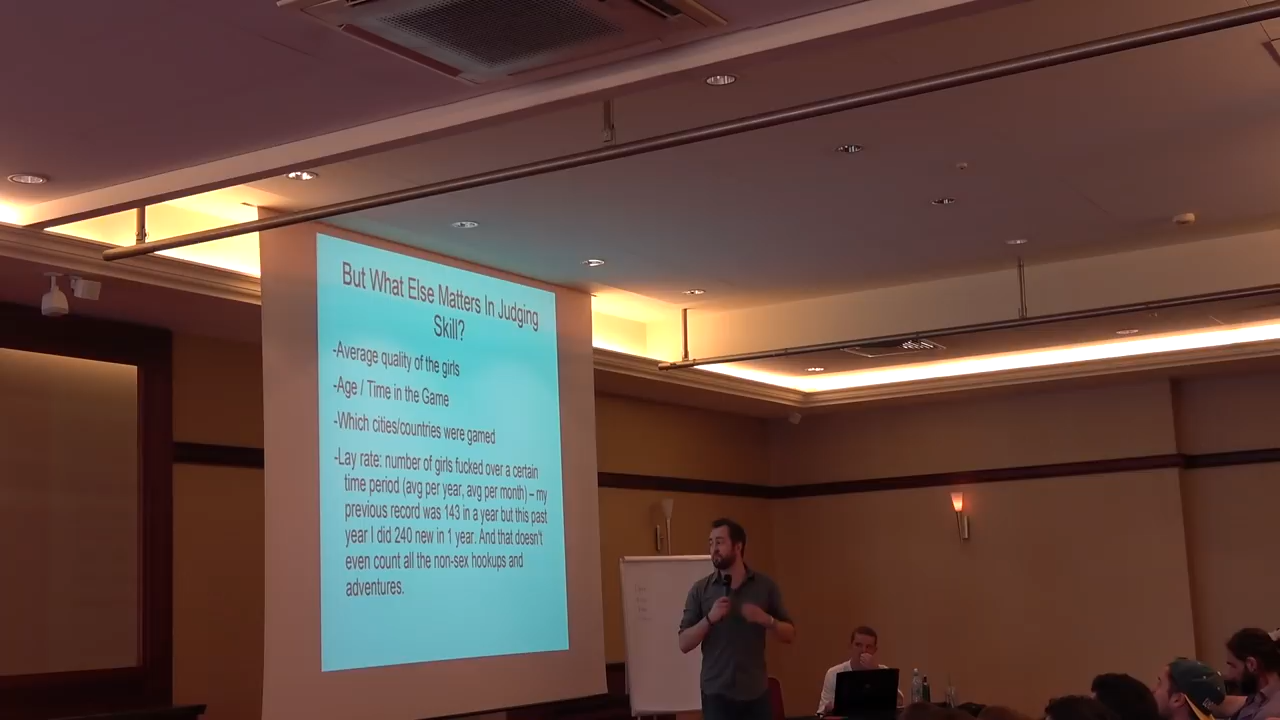 But What Else Matters In Judging
Skill?
-Average quality of the girls
-Age / Time in the Game
-Which cities/countries were gamed
-Lay rate: number of girls fucked over a certain
time period (avg per year, avg per month) – my
previous record was 143 in a year but this past
year I did 240 new in 1 year. And that doesn't
even count all the non-sex hookups and
adventures.